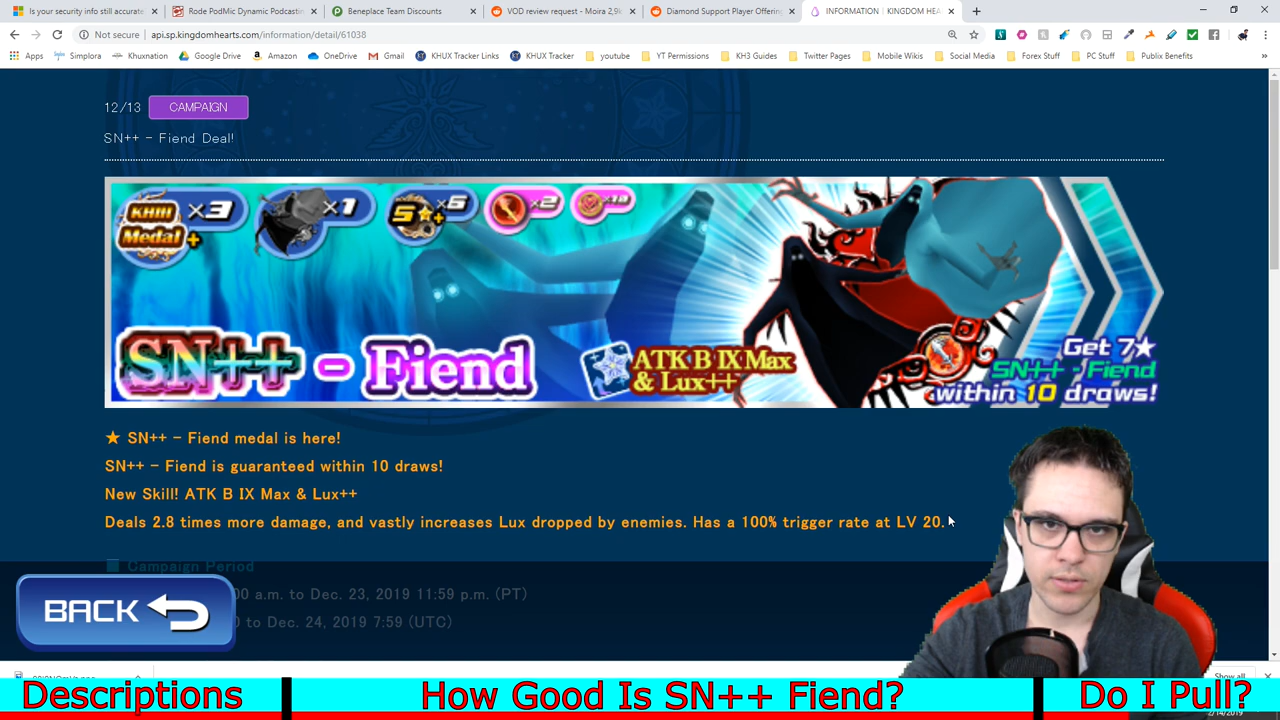 Is your security info still accurate
Rode PodMic Dynamic Podcastin
Beneplace Team Discounts
VOD review request - Moira 2,9k
Diamond Support Player Offering
INFORMATION | KINGDOM HEA
Not secure | api.sp.kingdomhearts.com/information/detail/61038
Apps Simplora Khuxnation Google Drive Amazon OneDrive Gmail KHUX Tracker Links KHUX Tracker youtube YT Permissions KH3 Guides Twitter Pages Mobile Wikis Social Media Forex Stuff PC Stuff Publix Benefits »
12/13 CAMPAIGN
SN++ - Fiend Deal!
KHIII Medal+ ×3 ×1 5★+ ×6 ×2 ×10
SN++ - Fiend
ATK B IX Max & Lux++
Get 7★
SN++ - Fiend
within 10 draws!
★ SN++ - Fiend medal is here!
SN++ - Fiend is guaranteed within 10 draws!
New Skill! ATK B IX Max & Lux++
Deals 2.8 times more damage, and vastly increases Lux dropped by enemies. Has a 100% trigger rate at LV 20.
■ Campaign Period
a.m. to Dec. 23, 2019 11:59 p.m. (PT)
to Dec. 24, 2019 7:59 (UTC)
BACK
Show all
Descriptions
How Good Is SN++ Fiend?
Do I Pull?